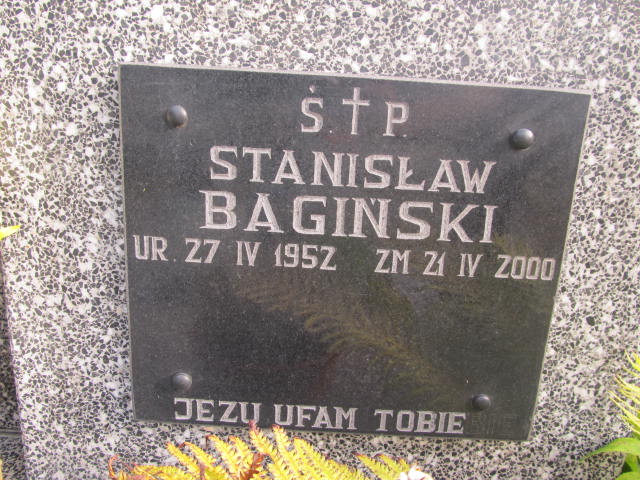 Ś. † P.
STANISŁAW
BAGIŃSKI
UR. 27 IV 1952 ZM 21 IV 2000
JEZU UFAM TOBIE